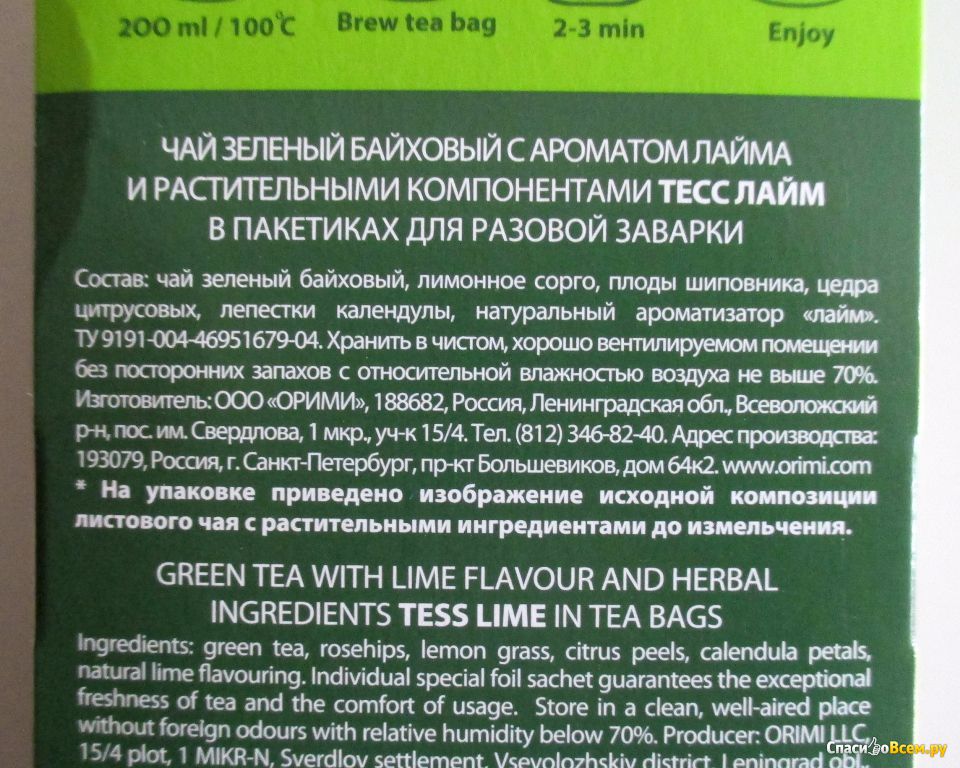 200 ml / 100°C Brew tea bag 2-3 min Enjoy
ЧАЙ ЗЕЛЕНЫЙ БАЙХОВЫЙ С АРОМАТОМ ЛАЙМА
И РАСТИТЕЛЬНЫМИ КОМПОНЕНТАМИ ТЕСС ЛАЙМ
В ПАКЕТИКАХ ДЛЯ РАЗОВОЙ ЗАВАРКИ
Состав: чай зеленый байховый, лимонное сорго, плоды шиповника, цедра
цитрусовых, лепестки календулы, натуральный ароматизатор «лайм».
ТУ 9191-004-46951679-04. Хранить в чистом, хорошо вентилируемом помещении
без посторонних запахов с относительной влажностью воздуха не выше 70%.
Изготовитель: ООО «ОРИМИ», 188682, Россия, Ленинградская обл., Всеволожский
р-н, пос. им. Свердлова, 1 мкр., уч-к 15/4. Тел. (812) 346-82-40. Адрес производства:
193079, Россия, г. Санкт-Петербург, пр-кт Большевиков, дом 64к2. www.orimi.com
* На упаковке приведено изображение исходной композиции
листового чая с растительными ингредиентами до измельчения.
GREEN TEA WITH LIME FLAVOUR AND HERBAL
INGREDIENTS TESS LIME IN TEA BAGS
Ingredients: green tea, rosehips, lemon grass, citrus peels, calendula petals,
natural lime flavouring. Individual special foil sachet guarantees the exceptional
freshness of tea and the comfort of usage. Store in a clean, well-aired place
without foreign odours with relative humidity below 70%. Producer: ORIMI LLC,
15/4 plot, 1 MIKR-N, Sverdlov settlement, Vsevolozhskiy district, Leningrad obl.,
СпасибоВсем.ру